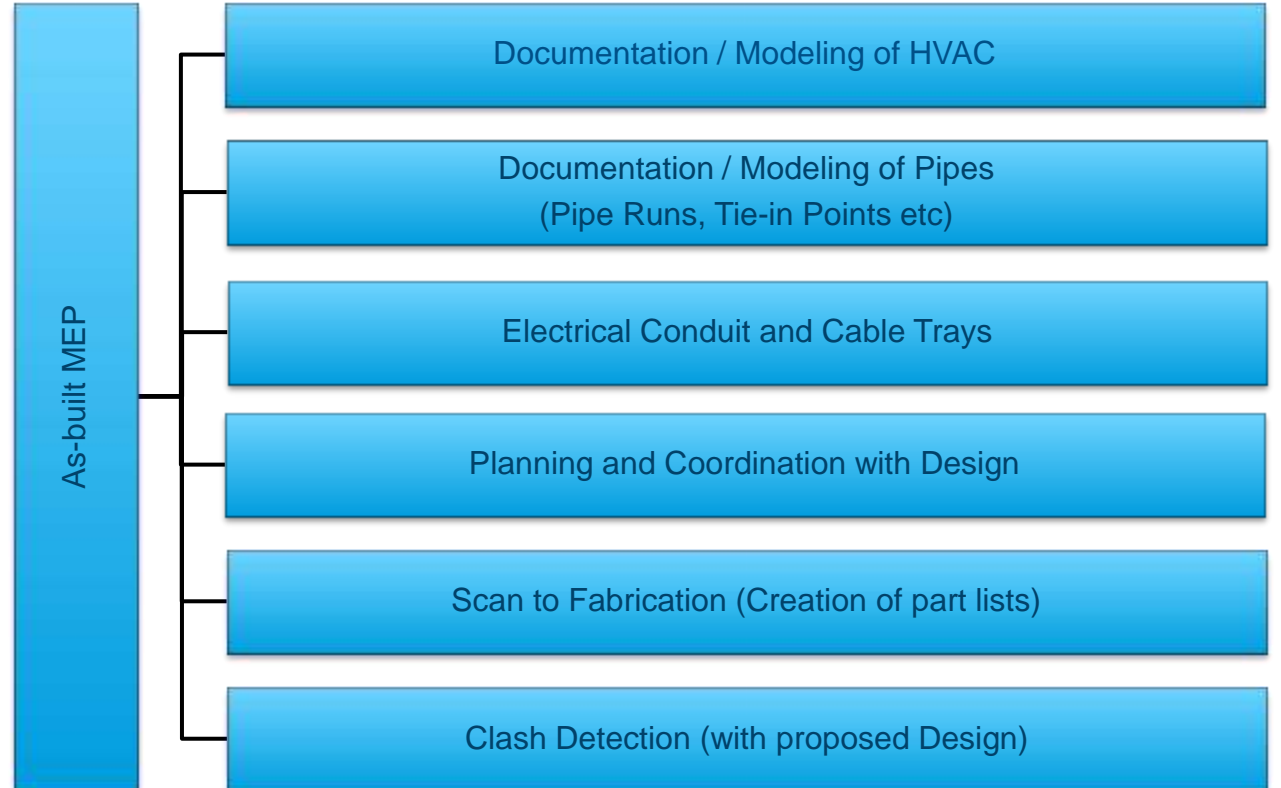 As-built MEP
Documentation / Modeling of HVAC
Documentation / Modeling of Pipes
(Pipe Runs, Tie-in Points etc)
Electrical Conduit and Cable Trays
Planning and Coordination with Design
Scan to Fabrication (Creation of part lists)
Clash Detection (with proposed Design)